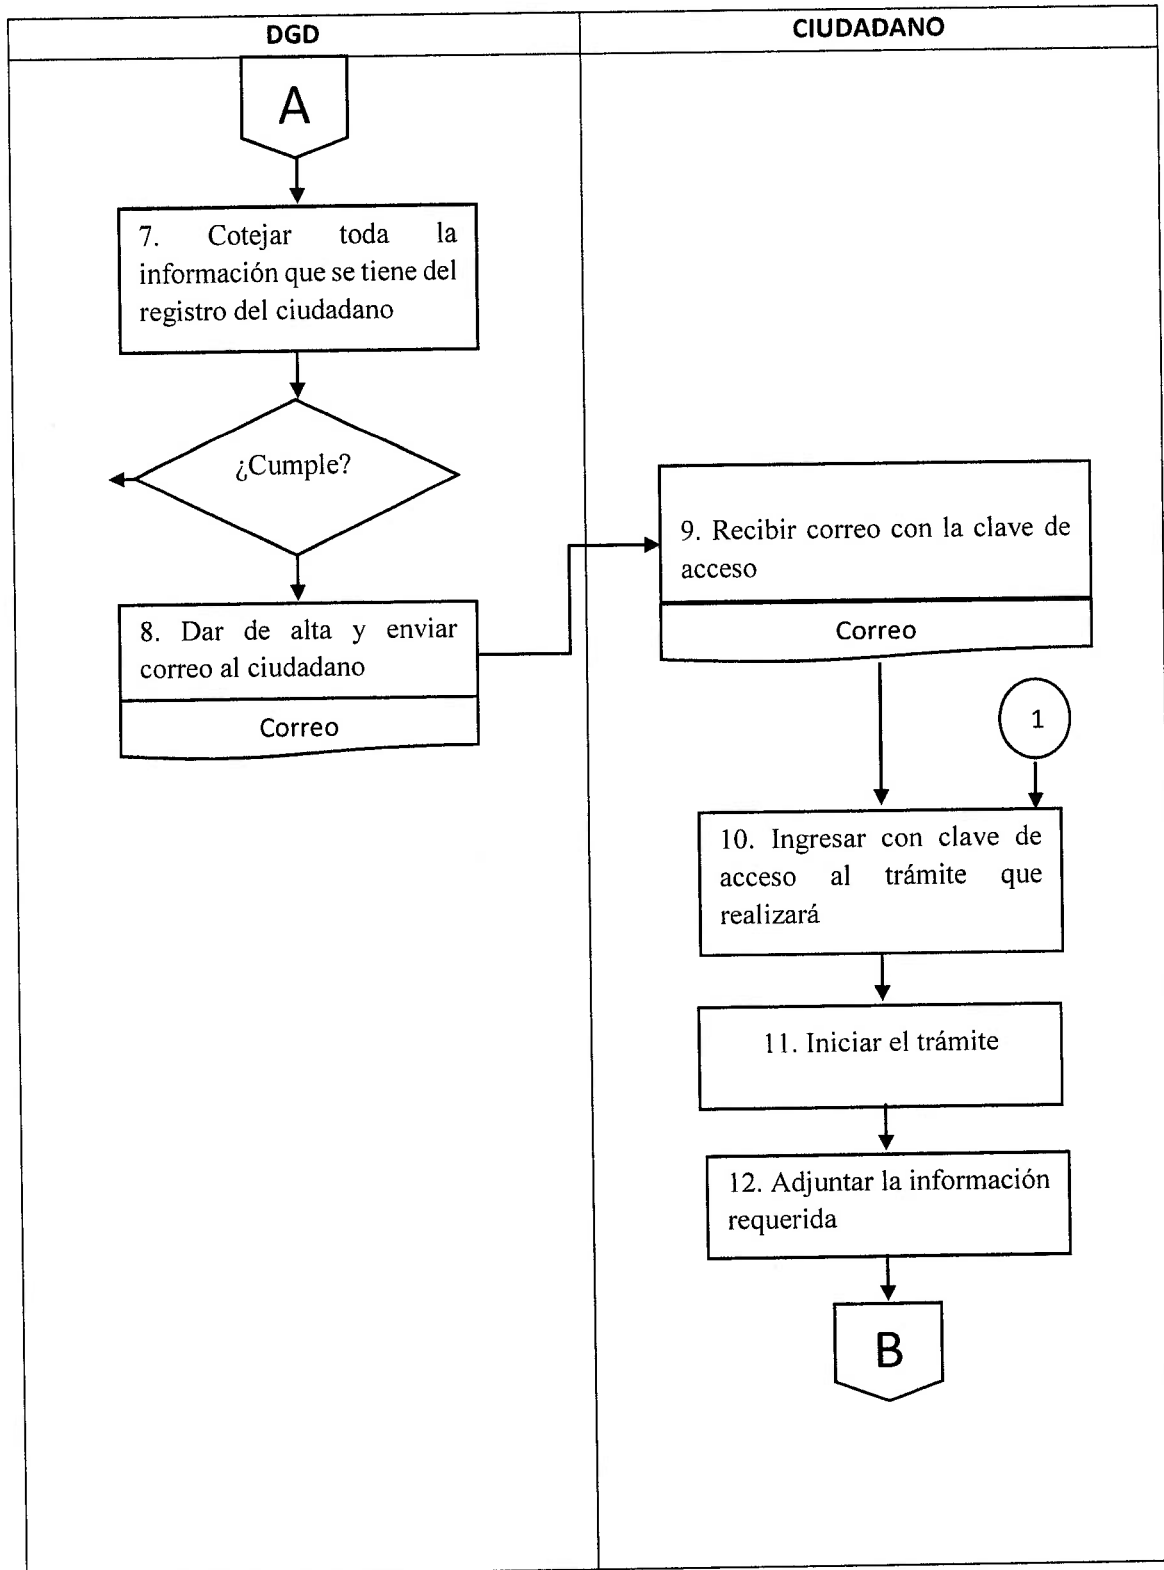 DGD
CIUDADANO
A
7. Cotejar toda la
información que se tiene del
registro del ciudadano
¿Cumple?
8. Dar de alta y enviar
correo al ciudadano
Correo
9. Recibir correo con la clave de
acceso
Correo
1
10. Ingresar con clave de
acceso al trámite que
realizará
11. Iniciar el trámite
12. Adjuntar la información
requerida
B